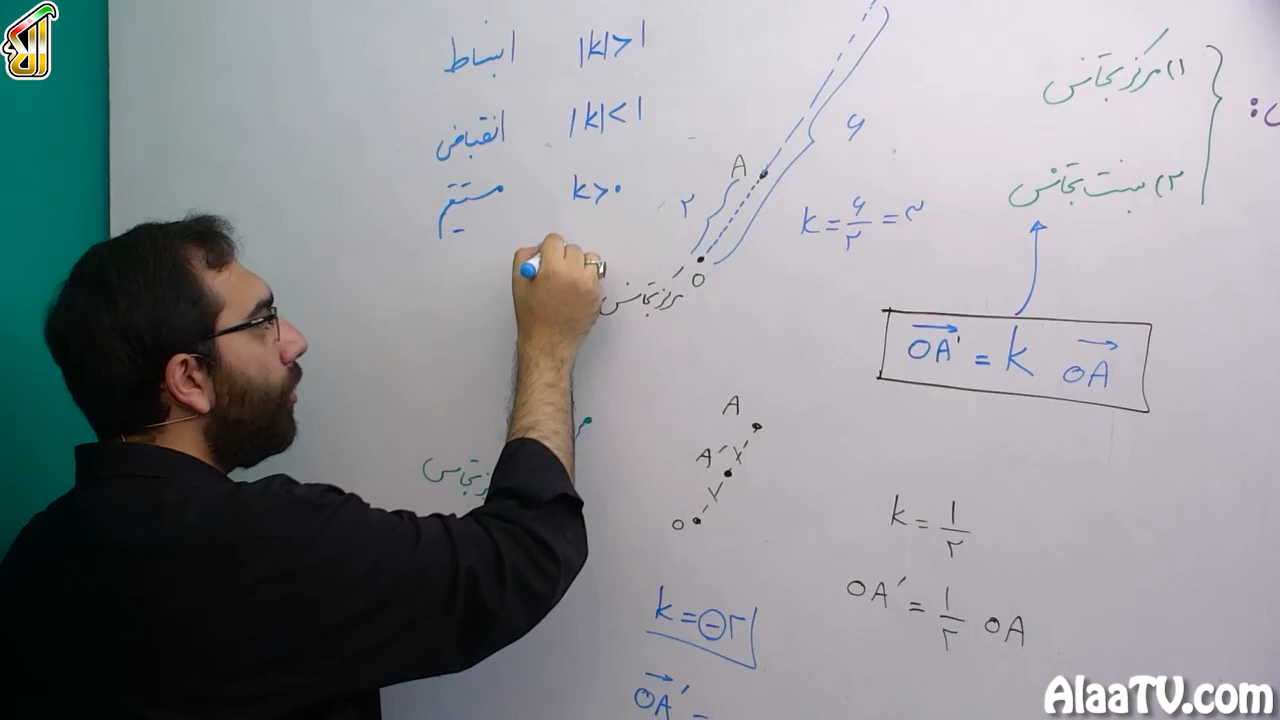 ۱) مرکز تجانس
۲) نسبت تجانس
OA' = k OA
|k|>۱ انبساط
|k|<۱ انقباض
k>۰ مستقیم
A
۲
۶
k = ۶/۲ = ۳
O
مرکز تجانس
A
A'
O
k = ۱/۲
OA' = ۱/۲ OA
k = -۲
OA' =
AlaaTV.com